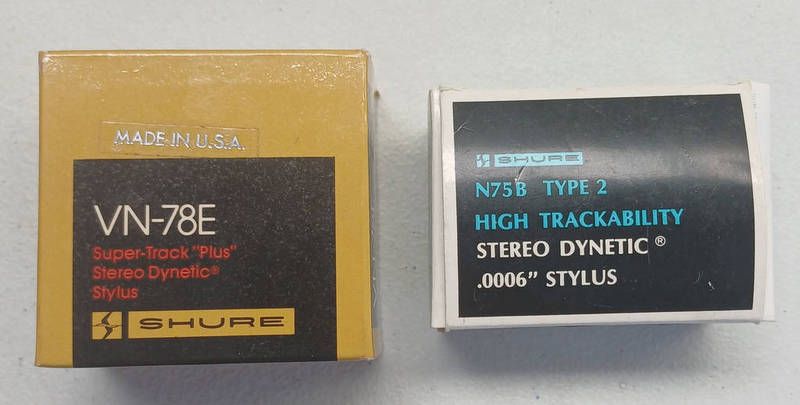 MADE IN U.S.A.
VN-78E
Super-Track "Plus"
Stereo Dynetic®
Stylus
SHURE
SHURE
N75B TYPE 2
HIGH TRACKABILITY
STEREO DYNETIC®
.0006" STYLUS